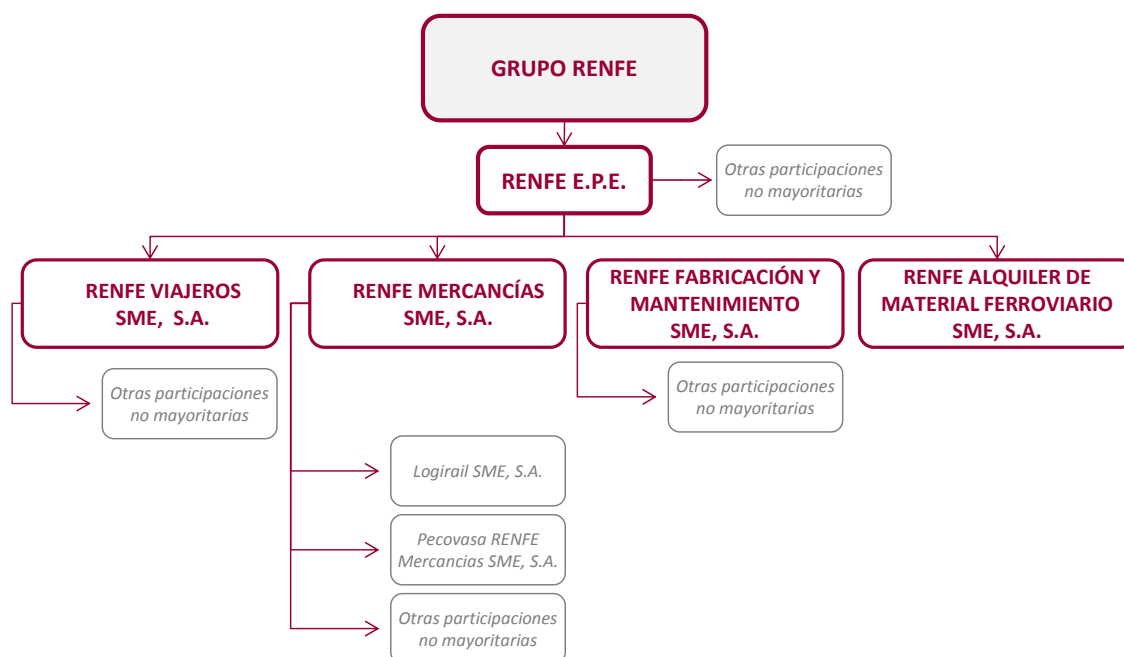 GRUPO RENFE
RENFE E.P.E.
Otras participaciones
no mayoritarias
RENFE VIAJEROS
SME, S.A.
RENFE MERCANCÍAS
SME, S.A.
RENFE FABRICACIÓN Y
MANTENIMIENTO
SME, S.A.
RENFE ALQUILER DE
MATERIAL FERROVIARIO
SME, S.A.
Otras participaciones
no mayoritarias
Otras participaciones
no mayoritarias
Logirail SME, S.A.
Pecovasa RENFE
Mercancias SME, S.A.
Otras participaciones
no mayoritarias